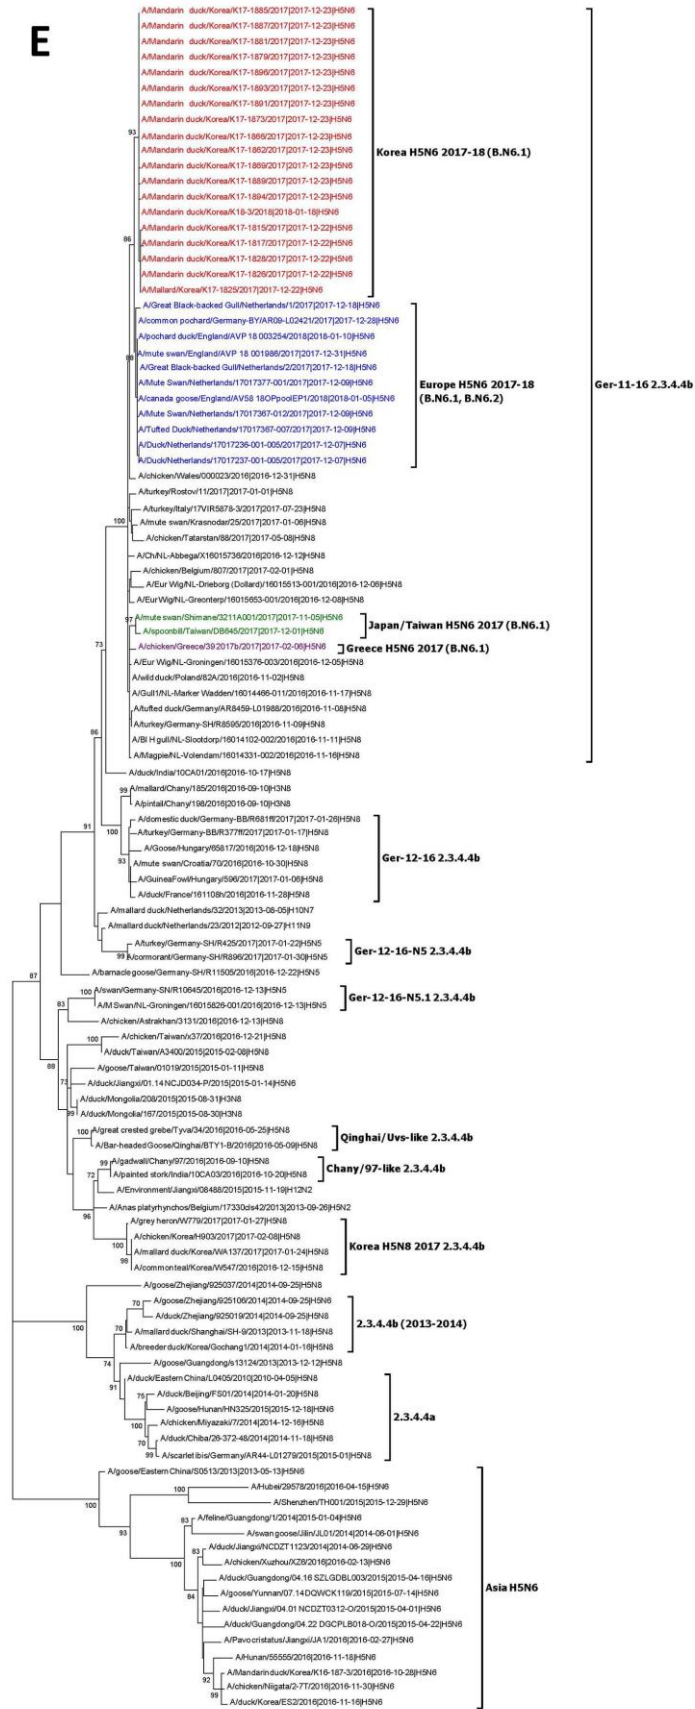 E
A/Mandarin duck/Korea/K17-1885/2017|2017-12-23|H5N6
A/Mandarin duck/Korea/K17-1887/2017|2017-12-23|H5N6
A/Mandarin duck/Korea/K17-1881/2017|2017-12-23|H5N6
A/Mandarin duck/Korea/K17-1879/2017|2017-12-23|H5N6
A/Mandarin duck/Korea/K17-1896/2017|2017-12-23|H5N6
A/Mandarin duck/Korea/K17-1893/2017|2017-12-23|H5N6
A/Mandarin duck/Korea/K17-1891/2017|2017-12-23|H5N6
A/Mandarin duck/Korea/K17-1873/2017|2017-12-23|H5N6
93
A/Mandarin duck/Korea/K17-1866/2017|2017-12-23|H5N6
A/Mandarin duck/Korea/K17-1862/2017|2017-12-23|H5N6
Korea H5N6 2017-18 (B.N6.1)
A/Mandarin duck/Korea/K17-1869/2017|2017-12-23|H5N6
A/Mandarin duck/Korea/K17-1889/2017|2017-12-23|H5N6
A/Mandarin duck/Korea/K17-1894/2017|2017-12-23|H5N6
A/Mandarin duck/Korea/K18-3/2018|2018-01-18|H5N6
A/Mandarin duck/Korea/K17-1815/2017|2017-12-22|H5N6
86
A/Mandarin duck/Korea/K17-1817/2017|2017-12-22|H5N6
A/Mandarin duck/Korea/K17-1828/2017|2017-12-22|H5N6
A/Mandarin duck/Korea/K17-1826/2017|2017-12-22|H5N6
A/Mallard/Korea/K17-1825/2017|2017-12-22|H5N6
A/Great Black-backed Gull/Netherlands/1/2017|2017-12-18|H5N6
A/common pochard/Germany-BY/AR09-L02421/2017|2017-12-28|H5N6
A/pochard duck/England/AVP 18 003254/2018|2018-01-10|H5N6
A/mute swan/England/AVP 18 001986/2017|2017-12-31|H5N6
A/Great Black-backed Gull/Netherlands/2/2017|2017-12-18|H5N6
A/Mute Swan/Netherlands/17017377-001/2017|2017-12-09|H5N6
Europe H5N6 2017-18
(B.N6.1, B.N6.2)
Ger-11-16 2.3.4.4b
A/canada goose/England/AV58 18OPpoolEP1/2018|2018-01-05|H5N6
A/Mute Swan/Netherlands/17017367-012/2017|2017-12-09|H5N6
A/Tufted Duck/Netherlands/17017367-007/2017|2017-12-09|H5N6
A/Duck/Netherlands/17017236-001-005/2017|2017-12-07|H5N6
A/Duck/Netherlands/17017237-001-005/2017|2017-12-07|H5N6
A/chicken/Wales/000023/2016|2016-12-31|H5N8
A/turkey/Rostov/11/2017|2017-01-01|H5N8
A/turkey/Italy/17VIR5878-3/2017|2017-07-23|H5N8
100
A/mute swan/Krasnodar/25/2017|2017-01-06|H5N8
A/chicken/Tatarstan/88/2017|2017-05-08|H5N8
A/Ch/NL-Abbega/X16015736/2016|2016-12-12|H5N8
A/chicken/Belgium/807/2017|2017-02-01|H5N8
A/Eur Wig/NL-Drieborg (Dollard)/16015513-001/2016|2016-12-06|H5N8
A/Eur Wig/NL-Greonterp/16015653-001/2016|2016-12-08|H5N8
97
A/mute swan/Shimane/3211A001/2017|2017-11-05|H5N6
Japan/Taiwan H5N6 2017 (B.N6.1)
A/spoonbill/Taiwan/DB645/2017|2017-12-01|H5N6
73
A/chicken/Greece/39 2017b/2017|2017-02-06|H5N6
Greece H5N6 2017 (B.N6.1)
A/Eur Wig/NL-Groningen/16015376-003/2016|2016-12-05|H5N8
A/wild duck/Poland/82A/2016|2016-11-02|H5N8
A/Gull1/NL-Marker Wadden/16014466-011/2016|2016-11-17|H5N8
A/tufted duck/Germany/AR8459-L01988/2016|2016-11-08|H5N8
A/turkey/Germany-SH/R8595/2016|2016-11-09|H5N8
86
A/Bl H gull/NL-Slootdorp/16014102-002/2016|2016-11-11|H5N8
A/Magpie/NL-Volendam/16014331-002/2016|2016-11-16|H5N8
A/duck/India/10CA01/2016|2016-10-17|H5N8
99
A/mallard/Chany/185/2016|2016-09-10|H3N8
A/pintail/Chany/198/2016|2016-09-10|H3N8
A/domestic duck/Germany-BB/R681ff/2017|2017-01-26|H5N8
91
100
A/turkey/Germany-BB/R377ff/2017|2017-01-17|H5N8
A/Goose/Hungary/65817/2016|2016-12-18|H5N8
Ger-12-16 2.3.4.4b
93
A/mute swan/Croatia/70/2016|2016-10-30|H5N8
A/GuineaFowl/Hungary/596/2017|2017-01-06|H5N8
A/duck/France/161108h/2016|2016-11-28|H5N8
A/mallard duck/Netherlands/32/2013|2013-08-05|H10N7
A/mallard duck/Netherlands/23/2012|2012-09-27|H11N9
A/turkey/Germany-SH/R425/2017|2017-01-22|H5N5
Ger-12-16-N5 2.3.4.4b
99
A/cormorant/Germany-SH/R896/2017|2017-01-30|H5N5
A/barnacle goose/Germany-SH/R11505/2016|2016-12-22|H5N5
87
100
A/swan/Germany-SN/R10645/2016|2016-12-13|H5N5
Ger-12-16-N5.1 2.3.4.4b
83
A/M Swan/NL-Groningen/16015826-001/2016|2016-12-13|H5N5
A/chicken/Astrakhan/3131/2016|2016-12-13|H5N8
100
A/chicken/Taiwan/x37/2016|2016-12-21|H5N8
A/duck/Taiwan/A3400/2015|2015-02-08|H5N8
88
A/goose/Taiwan/01019/2015|2015-01-11|H5N8
73
A/duck/Jiangxi/01.14 NCJD034-P/2015|2015-01-14|H5N6
A/duck/Mongolia/208/2015|2015-08-31|H3N8
99
A/duck/Mongolia/167/2015|2015-08-30|H3N8
100
A/great crested grebe/Tyva/34/2016|2016-05-25|H5N8
Qinghai/Uvs-like 2.3.4.4b
A/Bar-headed Goose/Qinghai/BTY1-B/2016|2016-05-09|H5N8
99
A/gadwall/Chany/97/2016|2016-09-10|H5N8
Chany/97-like 2.3.4.4b
72
A/painted stork/India/10CA03/2016|2016-10-20|H5N8
A/Environment/Jiangxi/08488/2015|2015-11-19|H12N2
A/Anas platyrhynchos/Belgium/17330cls42/2013|2013-09-26|H5N2
96
A/grey heron/W779/2017|2017-01-27|H5N8
100
A/chicken/Korea/H903/2017|2017-02-08|H5N8
Korea H5N8 2017 2.3.4.4b
A/mallard duck/Korea/WA137/2017|2017-01-24|H5N8
98
A/common teal/Korea/W547/2016|2016-12-15|H5N8
A/goose/Zhejiang/925037/2014|2014-09-25|H5N8
70
A/goose/Zhejiang/925106/2014|2014-09-25|H5N6
A/duck/Zhejiang/925019/2014|2014-09-25|H5N8
2.3.4.4b (2013-2014)
100
70
A/mallard duck/Shanghai/SH-9/2013|2013-11-18|H5N8
A/breeder duck/Korea/Gochang1/2014|2014-01-16|H5N8
74
A/goose/Guangdong/s13124/2013|2013-12-12|H5N8
A/duck/Eastern China/L0405/2010|2010-04-05|H5N8
91
75
A/duck/Beijing/FS01/2014|2014-01-20|H5N8
A/goose/Hunan/HN325/2015|2015-12-18|H5N6
2.3.4.4a
100
A/chicken/Miyazaki/7/2014|2014-12-16|H5N8
70
A/duck/Chiba/26-372-48/2014|2014-11-18|H5N8
99
A/scarlet ibis/Germany/AR44-L01279/2015|2015-01|H5N8
A/goose/Eastern China/S0513/2013|2013-05-13|H5N6
100
A/Hubei/29578/2016|2016-04-15|H5N6
100
A/Shenzhen/TH001/2015|2015-12-29|H5N6
83
A/feline/Guangdong/1/2014|2015-01-04|H5N6
93
A/swan goose/Jilin/JL01/2014|2014-06-01|H5N6
83
A/duck/Jiangxi/NCDZT1123/2014|2014-06-29|H5N6
100
A/chicken/Xuzhou/XZ6/2016|2016-02-13|H5N6
A/duck/Guangdong/04.16 SZLGDBL003/2015|2015-04-16|H5N6
Asia H5N6
84
A/goose/Yunnan/07.14 DQWCK119/2015|2015-07-14|H5N6
A/duck/Jiangxi/04.01 NCDZT0312-O/2015|2015-04-01|H5N6
A/duck/Guangdong/04.22 DGCPLB018-O/2015|2015-04-22|H5N6
A/Pavo cristatus/Jiangxi/JA1/2016|2016-02-27|H5N6
A/Hunan/55555/2016|2016-11-18|H5N6
92
A/Mandarin duck/Korea/K16-187-3/2016|2016-10-28|H5N6
99
A/chicken/Niigata/2-7T/2016|2016-11-30|H5N6
A/duck/Korea/ES2/2016|2016-11-16|H5N6